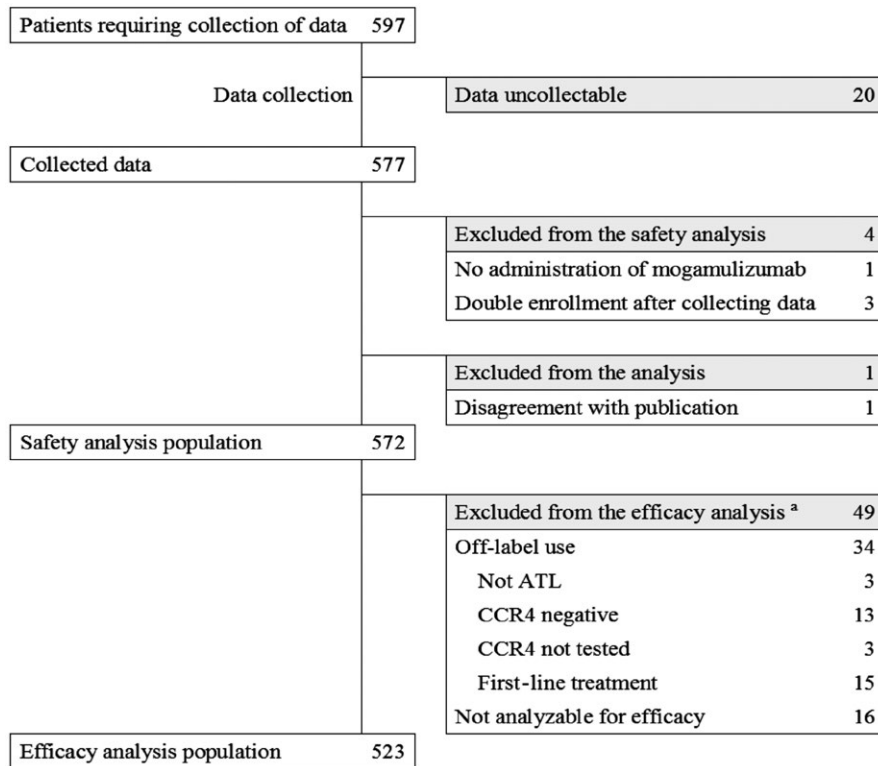 Patients requiring collection of data 597
Data collection
Data uncollectable 20
Collected data 577
Excluded from the safety analysis 4
No administration of mogamulizumab 1
Double enrollment after collecting data 3
Excluded from the analysis 1
Disagreement with publication 1
Safety analysis population 572
Excluded from the efficacy analysis a 49
Off-label use 34
Not ATL 3
CCR4 negative 13
CCR4 not tested 3
First-line treatment 15
Not analyzable for efficacy 16
Efficacy analysis population 523